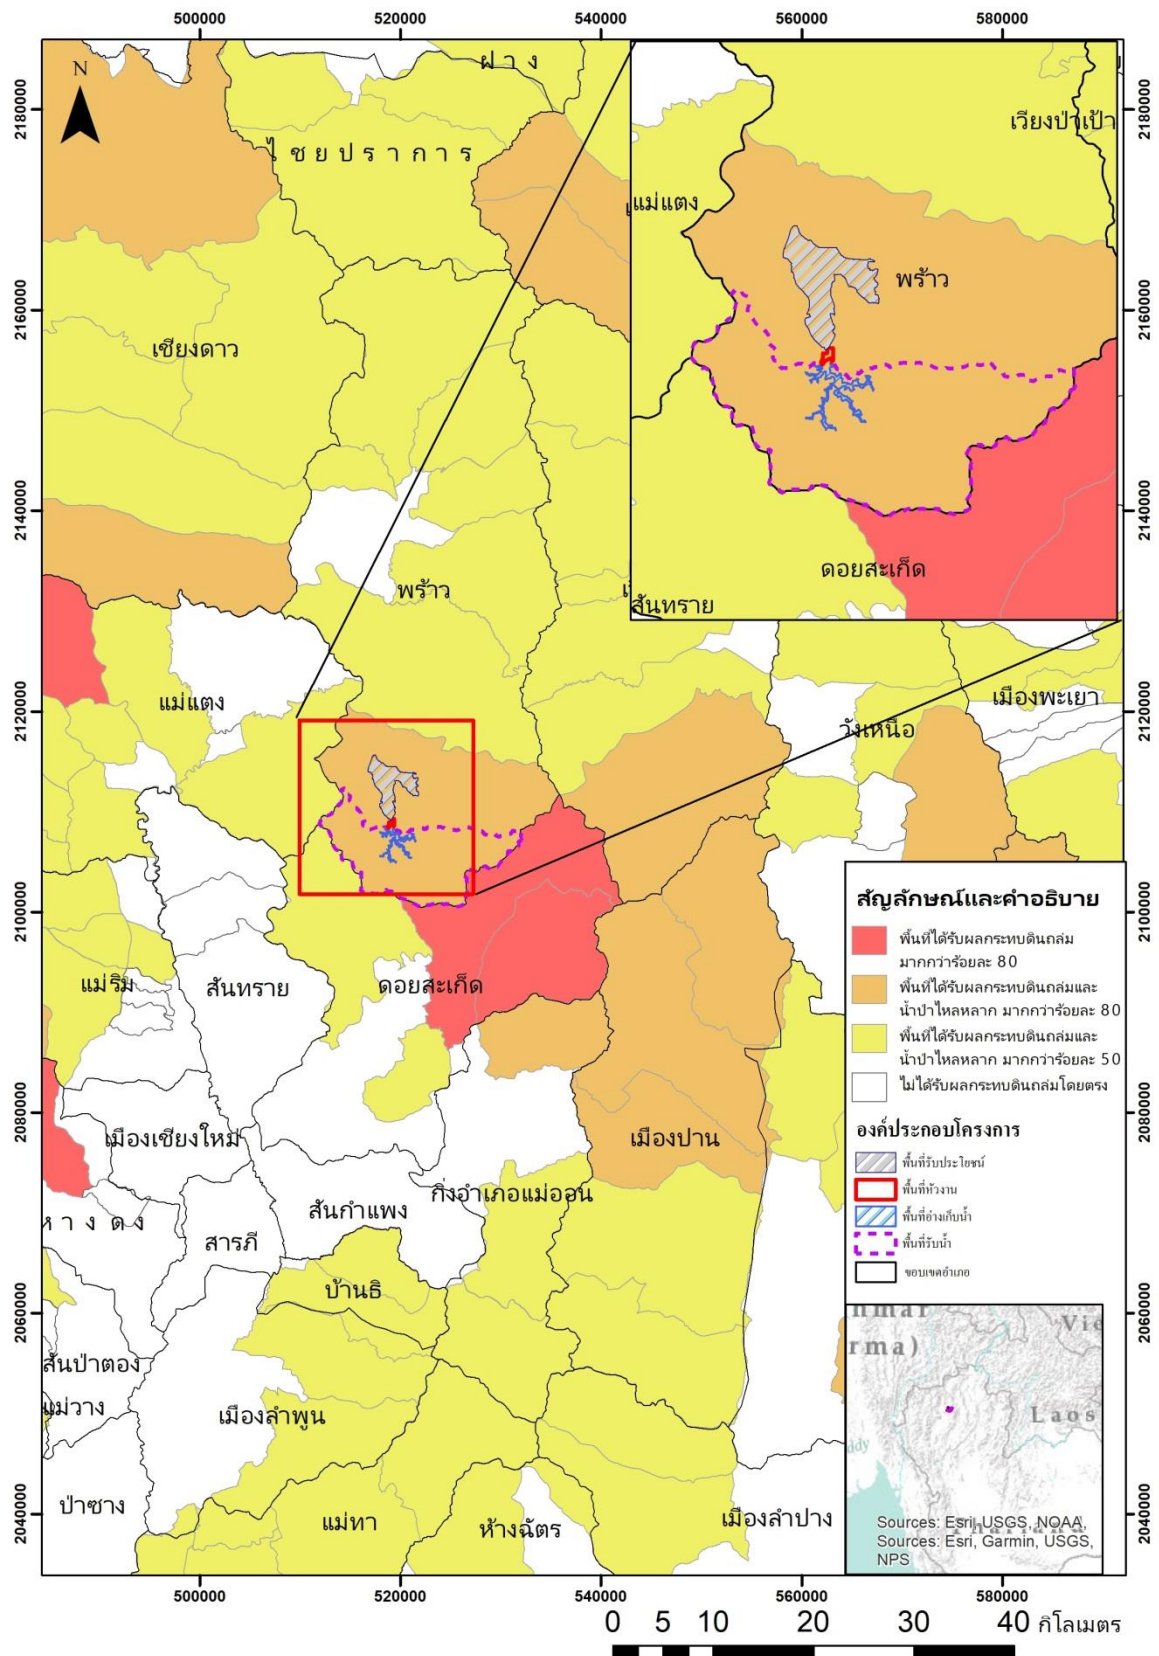 500000 520000 540000 560000 580000
N
2180000
2160000
2140000
2120000
2100000
2080000
2060000
2040000
2180000
2160000
2140000
2120000
2100000
2080000
2060000
2040000
ฝาง
ไชยปราการ
เวียงป่าเป้า
แม่แตง
พร้าว
เชียงดาว
ดอยสะเก็ด
สันทราย
พร้าว
แม่แตง
เมืองพะเยา
วังเหนือ
แม่ริม
สันทราย
ดอยสะเก็ด
เมืองเชียงใหม่
เมืองปาน
กิ่งอำเภอแม่ออน
สันกำแพง
หางดง
สารภี
บ้านธิ
สันป่าตอง
แม่วาง
เมืองลำพูน
ป่าซาง
แม่ทา
ห้างฉัตร
เมืองลำปาง
สัญลักษณ์และคำอธิบาย
พื้นที่ได้รับผลกระทบดินถล่ม
มากกว่าร้อยละ 80
พื้นที่ได้รับผลกระทบดินถล่มและ
น้ำป่าไหลหลาก มากกว่าร้อยละ 80
พื้นที่ได้รับผลกระทบดินถล่มและ
น้ำป่าไหลหลาก มากกว่าร้อยละ 50
ไม่ได้รับผลกระทบดินถล่มโดยตรง
องค์ประกอบโครงการ
พื้นที่รับประโยชน์
พื้นที่หัวงาน
พื้นที่อ่างเก็บน้ำ
พื้นที่รับน้ำ
ขอบเขตอำเภอ
nmar
rma)
Vie
Laos
ddy
Thailand
Sources: Esri, USGS, NOAA,
Sources: Esri, Garmin, USGS,
NPS
500000 520000 540000 560000 580000
0 5 10 20 30 40 กิโลเมตร